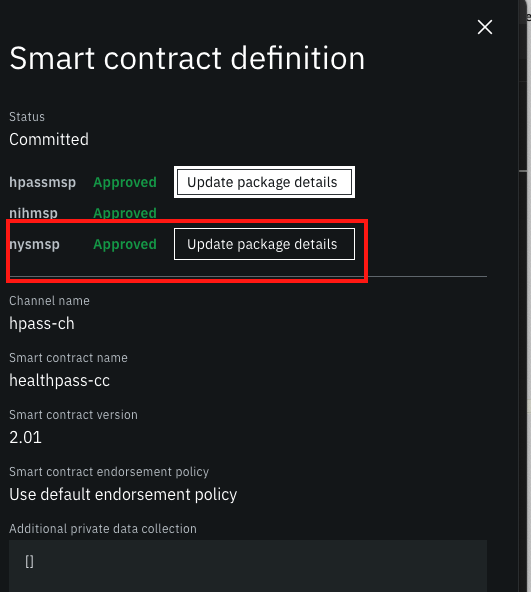 Smart contract definition
Status
Committed
hpassmsp Approved Update package details
nihmsp Approved
nysmsp Approved Update package details
Channel name
hpass-ch
Smart contract name
healthpass-cc
Smart contract version
2.01
Smart contract endorsement policy
Use default endorsement policy
Additional private data collection
[]